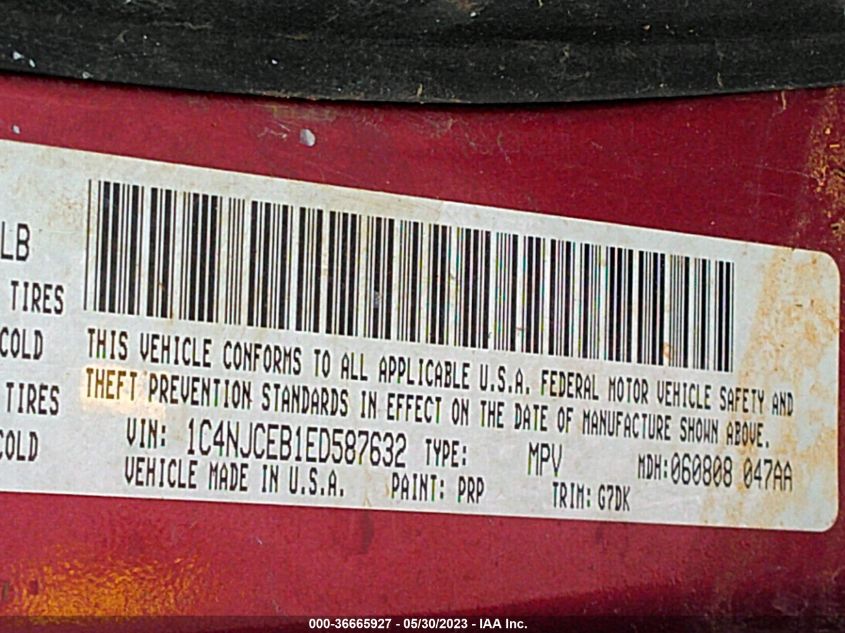 LB
TIRES
COLD
TIRES
COLD
THIS VEHICLE CONFORMS TO ALL APPLICABLE U.S.A. FEDERAL MOTOR VEHICLE SAFETY AND
THEFT PREVENTION STANDARDS IN EFFECT ON THE DATE OF MANUFACTURE SHOWN ABOVE.
VIN: 1C4NJCEB1ED587632 TYPE: MPV MDH:060808 047AA
VEHICLE MADE IN U.S.A. PAINT: PRP TRIM: G7DK
000-36665927 - 05/30/2023 - IAA Inc.